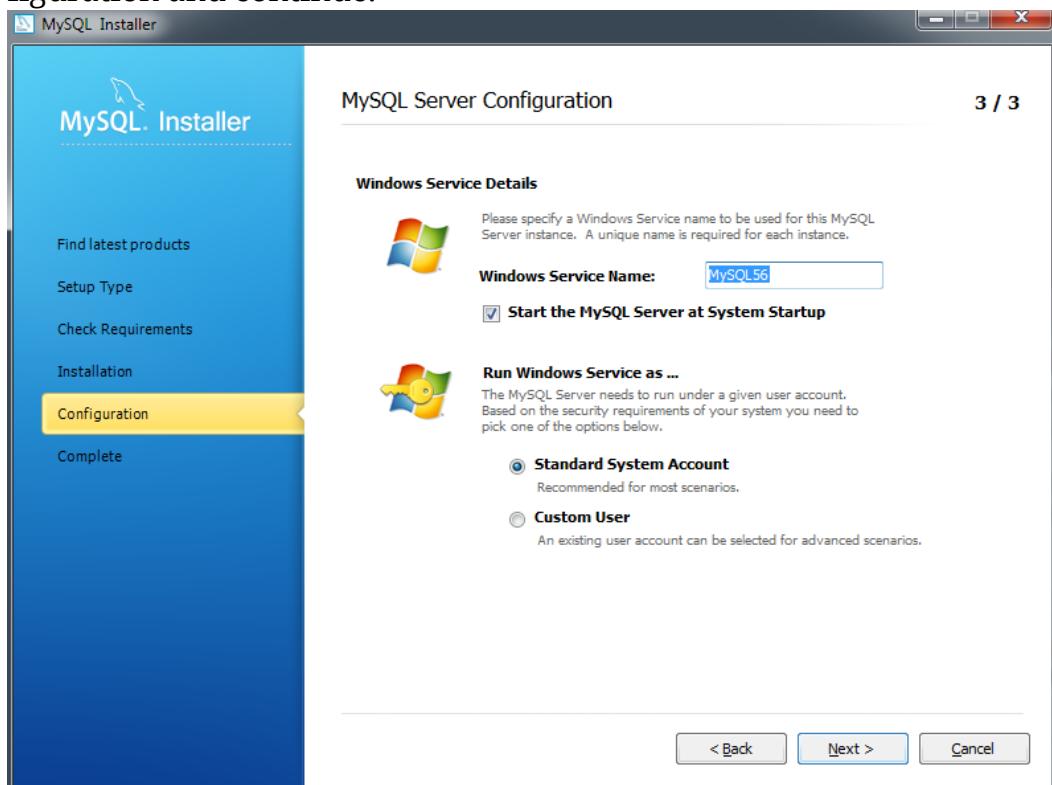 figuration and continue.
MySQL Installer
MySQL. Installer
Find latest products
Setup Type
Check Requirements
Installation
Configuration
Complete
MySQL Server Configuration
3 / 3
Windows Service Details
Please specify a Windows Service name to be used for this MySQL
Server instance. A unique name is required for each instance.
Windows Service Name: MySQL56
Start the MySQL Server at System Startup
Run Windows Service as ...
The MySQL Server needs to run under a given user account.
Based on the security requirements of your system you need to
pick one of the options below.
Standard System Account
Recommended for most scenarios.
Custom User
An existing user account can be selected for advanced scenarios.
< Back Next > Cancel